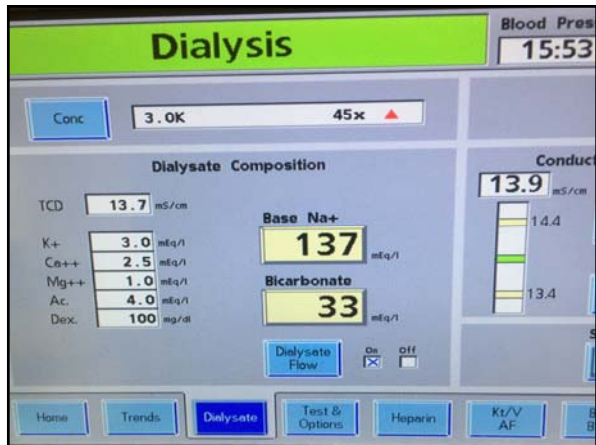 Dialysis
Blood Pres
15:53
Conc
3.0K 45x
Dialysate Composition
Conduc
TCD 13.7 mS/cm
13.9 mS/cm
Base Na+
137 mEq/l
14.4
K+ 3.0 mEq/l
Ca++ 2.5 mEq/l
Mg++ 1.0 mEq/l
Ac. 4.0 mEq/l
Dex. 100 mg/dl
Bicarbonate
33 mEq/l
13.4
Dialysate
Flow
On Off
S
Home
Trends
Dialysate
Test &
Options
Heparin
Kt/V
AF
B
B